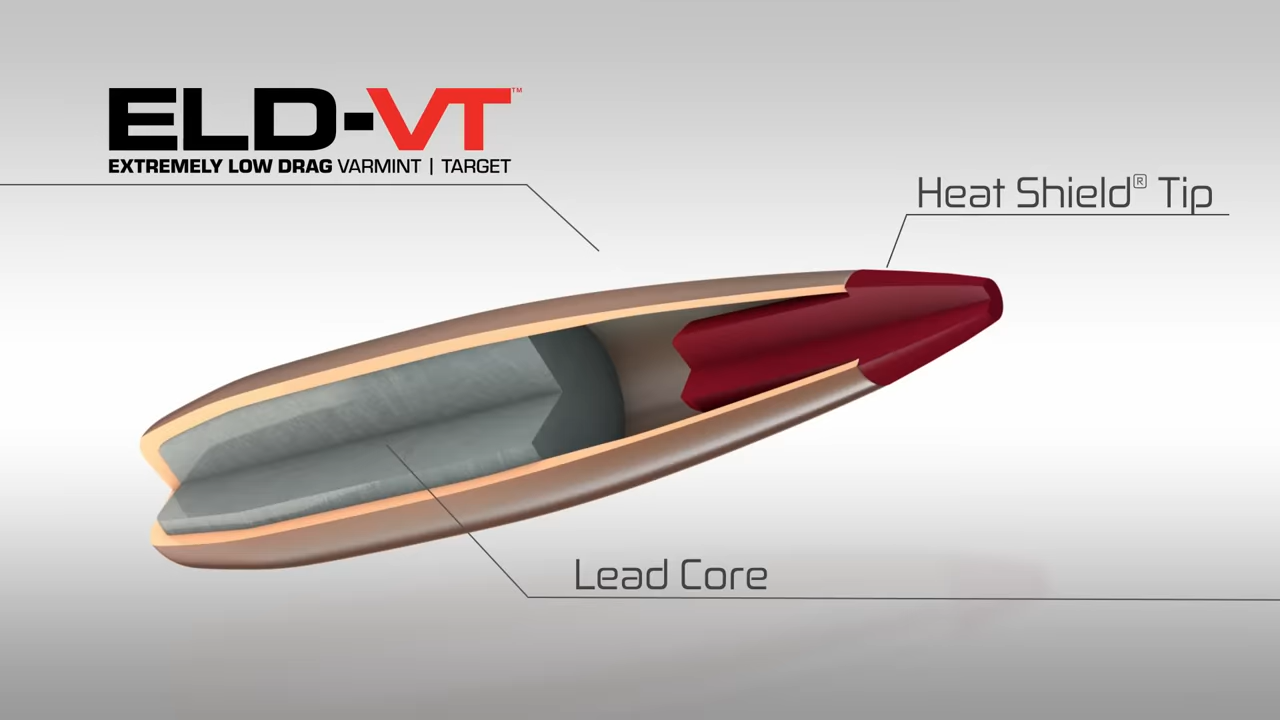 ELD-VT™
EXTREMELY LOW DRAG VARMINT | TARGET
Heat Shield® Tip
Lead Core